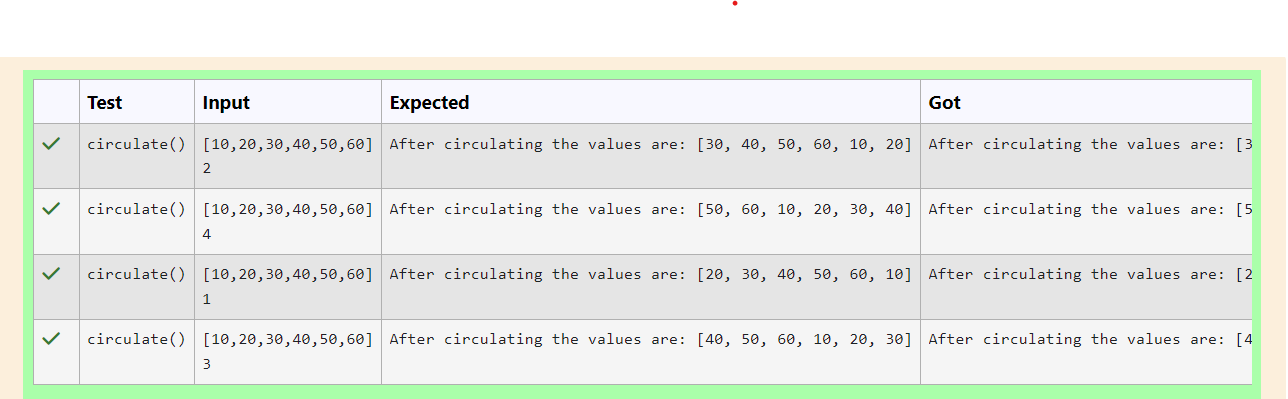 Test Input Expected Got
circulate() [10,20,30,40,50,60] After circulating the values are: [30, 40, 50, 60, 10, 20] After circulating the values are: [3
2
circulate() [10,20,30,40,50,60] After circulating the values are: [50, 60, 10, 20, 30, 40] After circulating the values are: [5
4
circulate() [10,20,30,40,50,60] After circulating the values are: [20, 30, 40, 50, 60, 10] After circulating the values are: [2
1
circulate() [10,20,30,40,50,60] After circulating the values are: [40, 50, 60, 10, 20, 30] After circulating the values are: [4
3